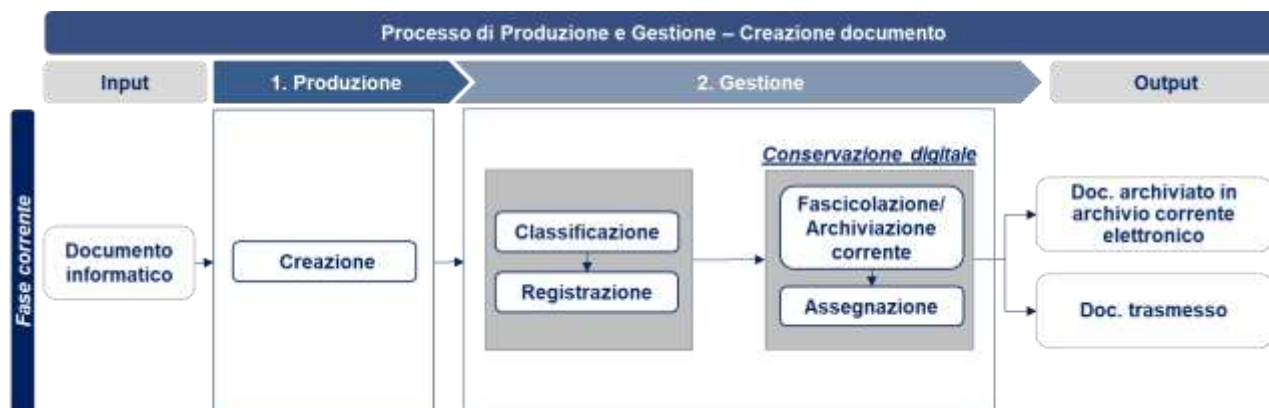 Processo di Produzione e Gestione – Creazione documento
Input
1. Produzione
2. Gestione
Output
Fase corrente
Documento
informatico
Creazione
Classificazione
Registrazione
Conservazione digitale
Fascicolazione/
Archiviazione
corrente
Assegnazione
Doc. archiviato in
archivio corrente
elettronico
Doc. trasmesso